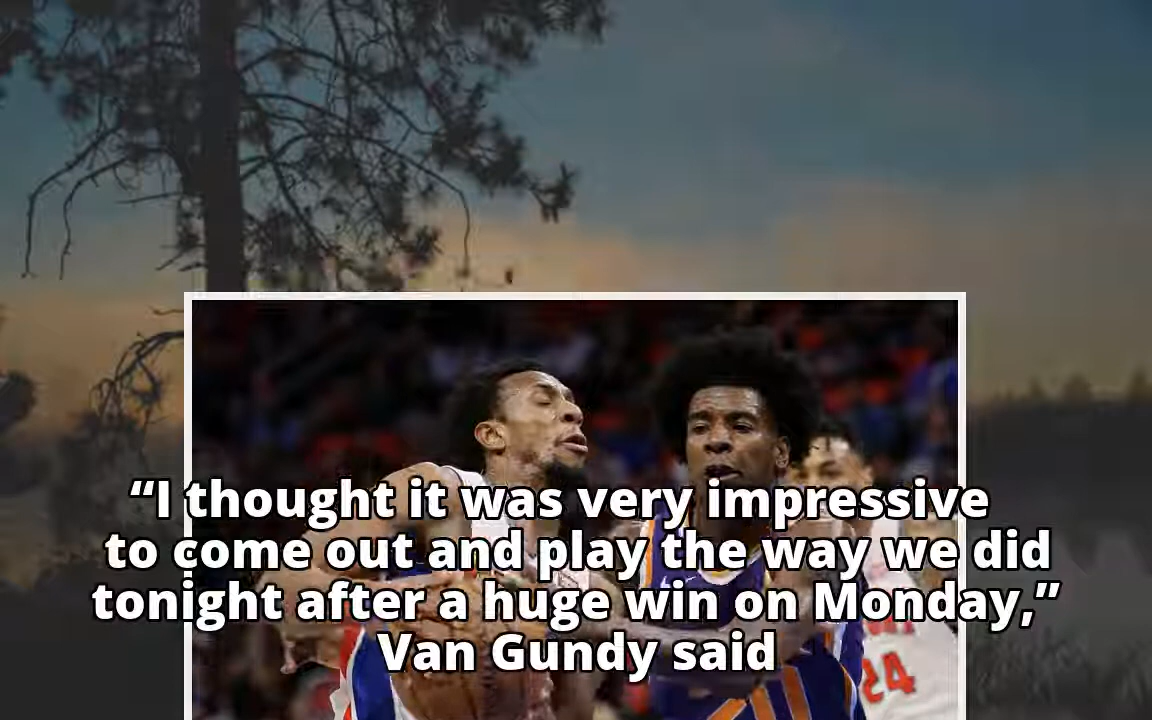 “I thought it was very impressive
to come out and play the way we did
tonight after a huge win on Monday,”
Van Gundy said
24